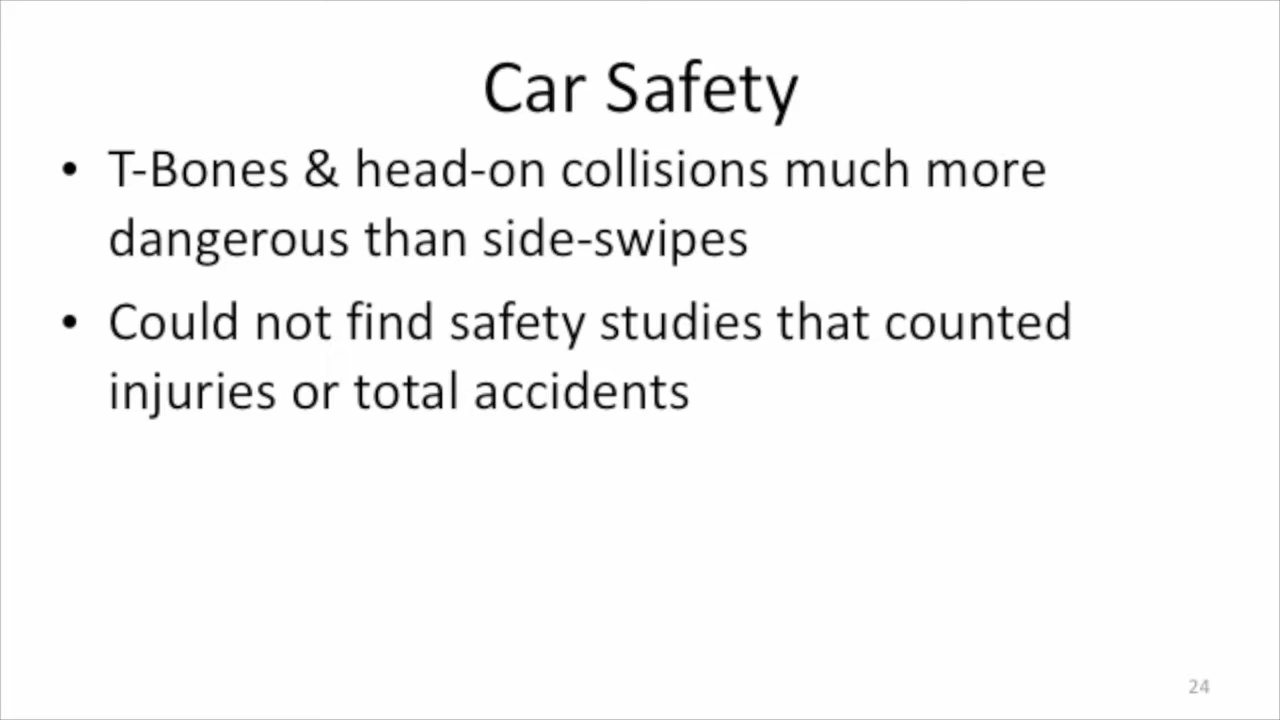 Car Safety
• T-Bones & head-on collisions much more
dangerous than side-swipes
• Could not find safety studies that counted
injuries or total accidents
24